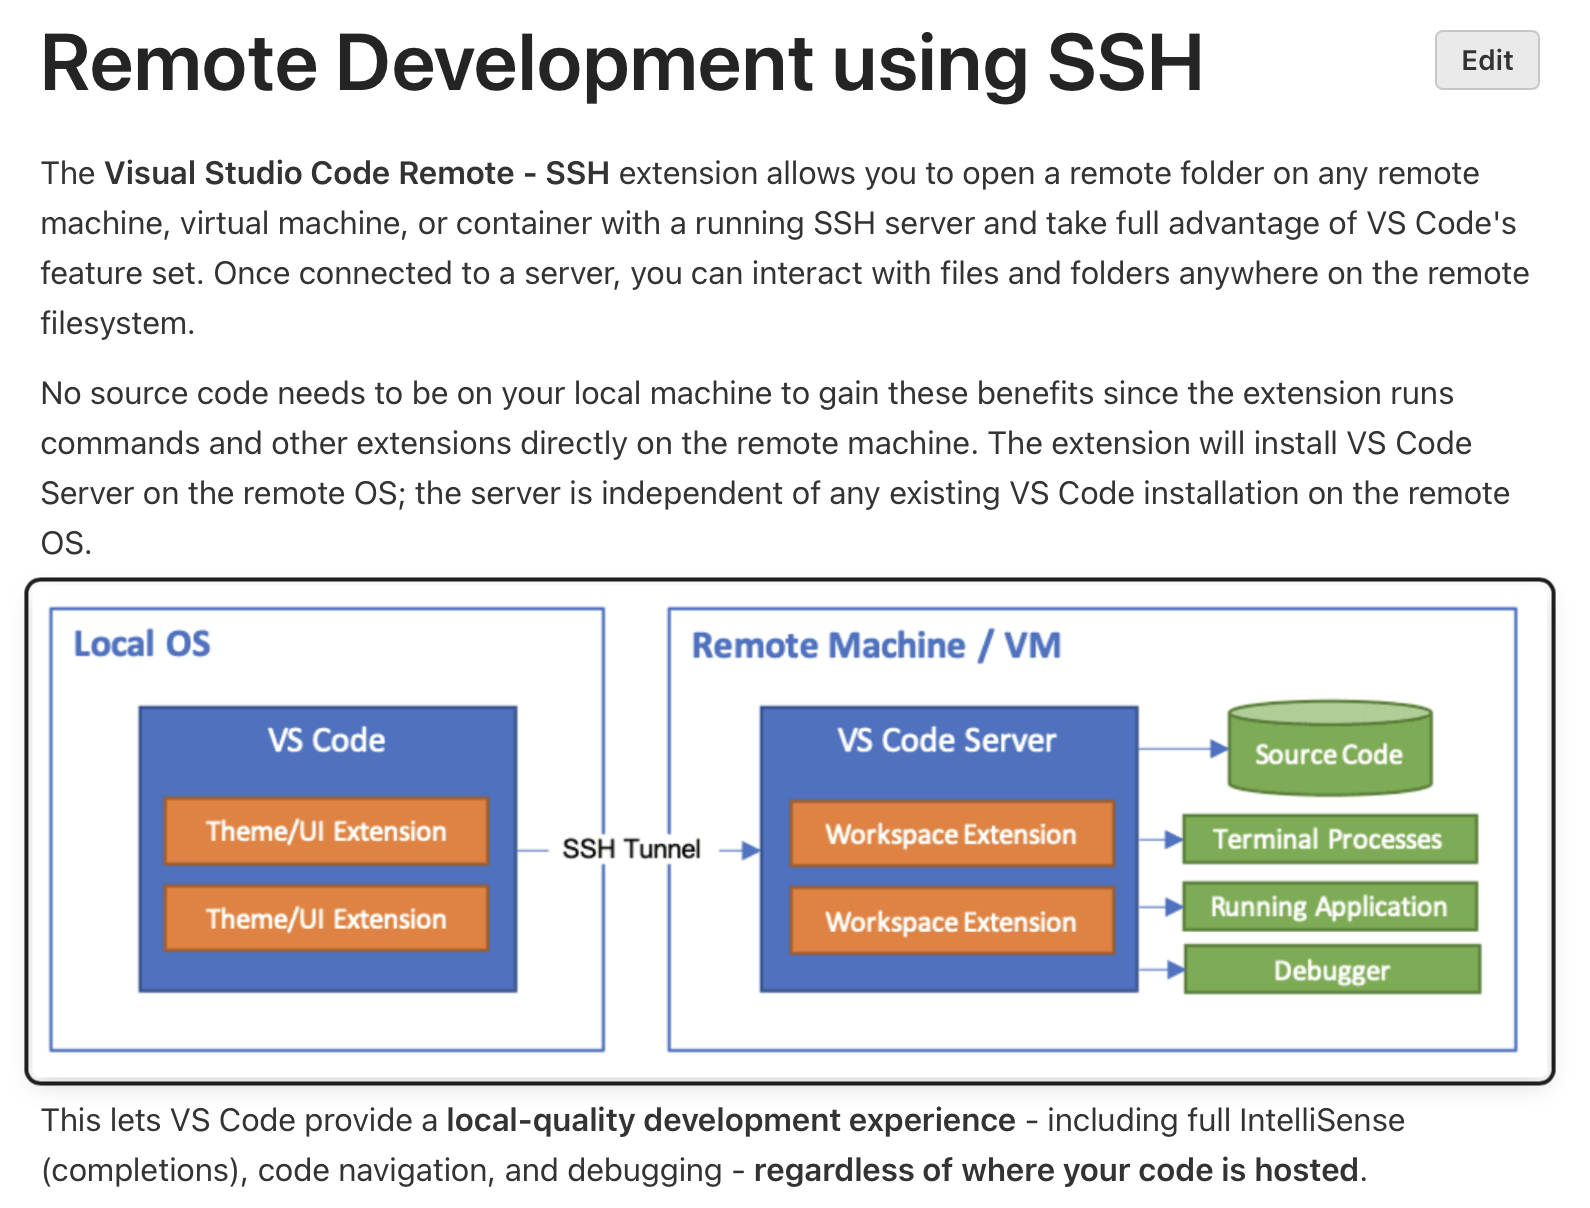 Remote Development using SSH
Edit
The Visual Studio Code Remote - SSH extension allows you to open a remote folder on any remote
machine, virtual machine, or container with a running SSH server and take full advantage of VS Code's
feature set. Once connected to a server, you can interact with files and folders anywhere on the remote
filesystem.
No source code needs to be on your local machine to gain these benefits since the extension runs
commands and other extensions directly on the remote machine. The extension will install VS Code
Server on the remote OS; the server is independent of any existing VS Code installation on the remote
OS.
Local OS
VS Code
Theme/UI Extension
Theme/UI Extension
SSH Tunnel
Remote Machine / VM
VS Code Server
Workspace Extension
Workspace Extension
Source Code
Terminal Processes
Running Application
Debugger
This lets VS Code provide a local-quality development experience - including full IntelliSense
(completions), code navigation, and debugging - regardless of where your code is hosted.